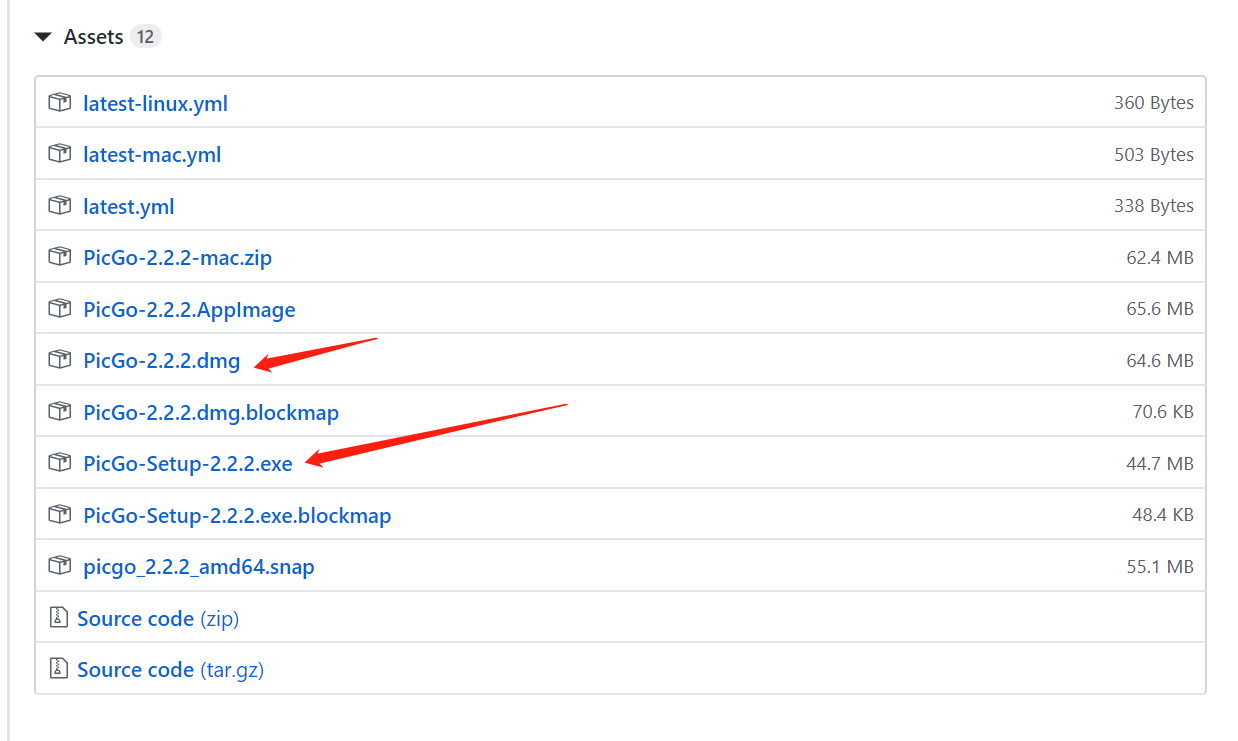 Assets 12
latest-linux.yml 360 Bytes
latest-mac.yml 503 Bytes
latest.yml 338 Bytes
PicGo-2.2.2-mac.zip 62.4 MB
PicGo-2.2.2.AppImage 65.6 MB
PicGo-2.2.2.dmg 64.6 MB
PicGo-2.2.2.dmg.blockmap 70.6 KB
PicGo-Setup-2.2.2.exe 44.7 MB
PicGo-Setup-2.2.2.exe.blockmap 48.4 KB
picgo_2.2.2_amd64.snap 55.1 MB
Source code (zip)
Source code (tar.gz)